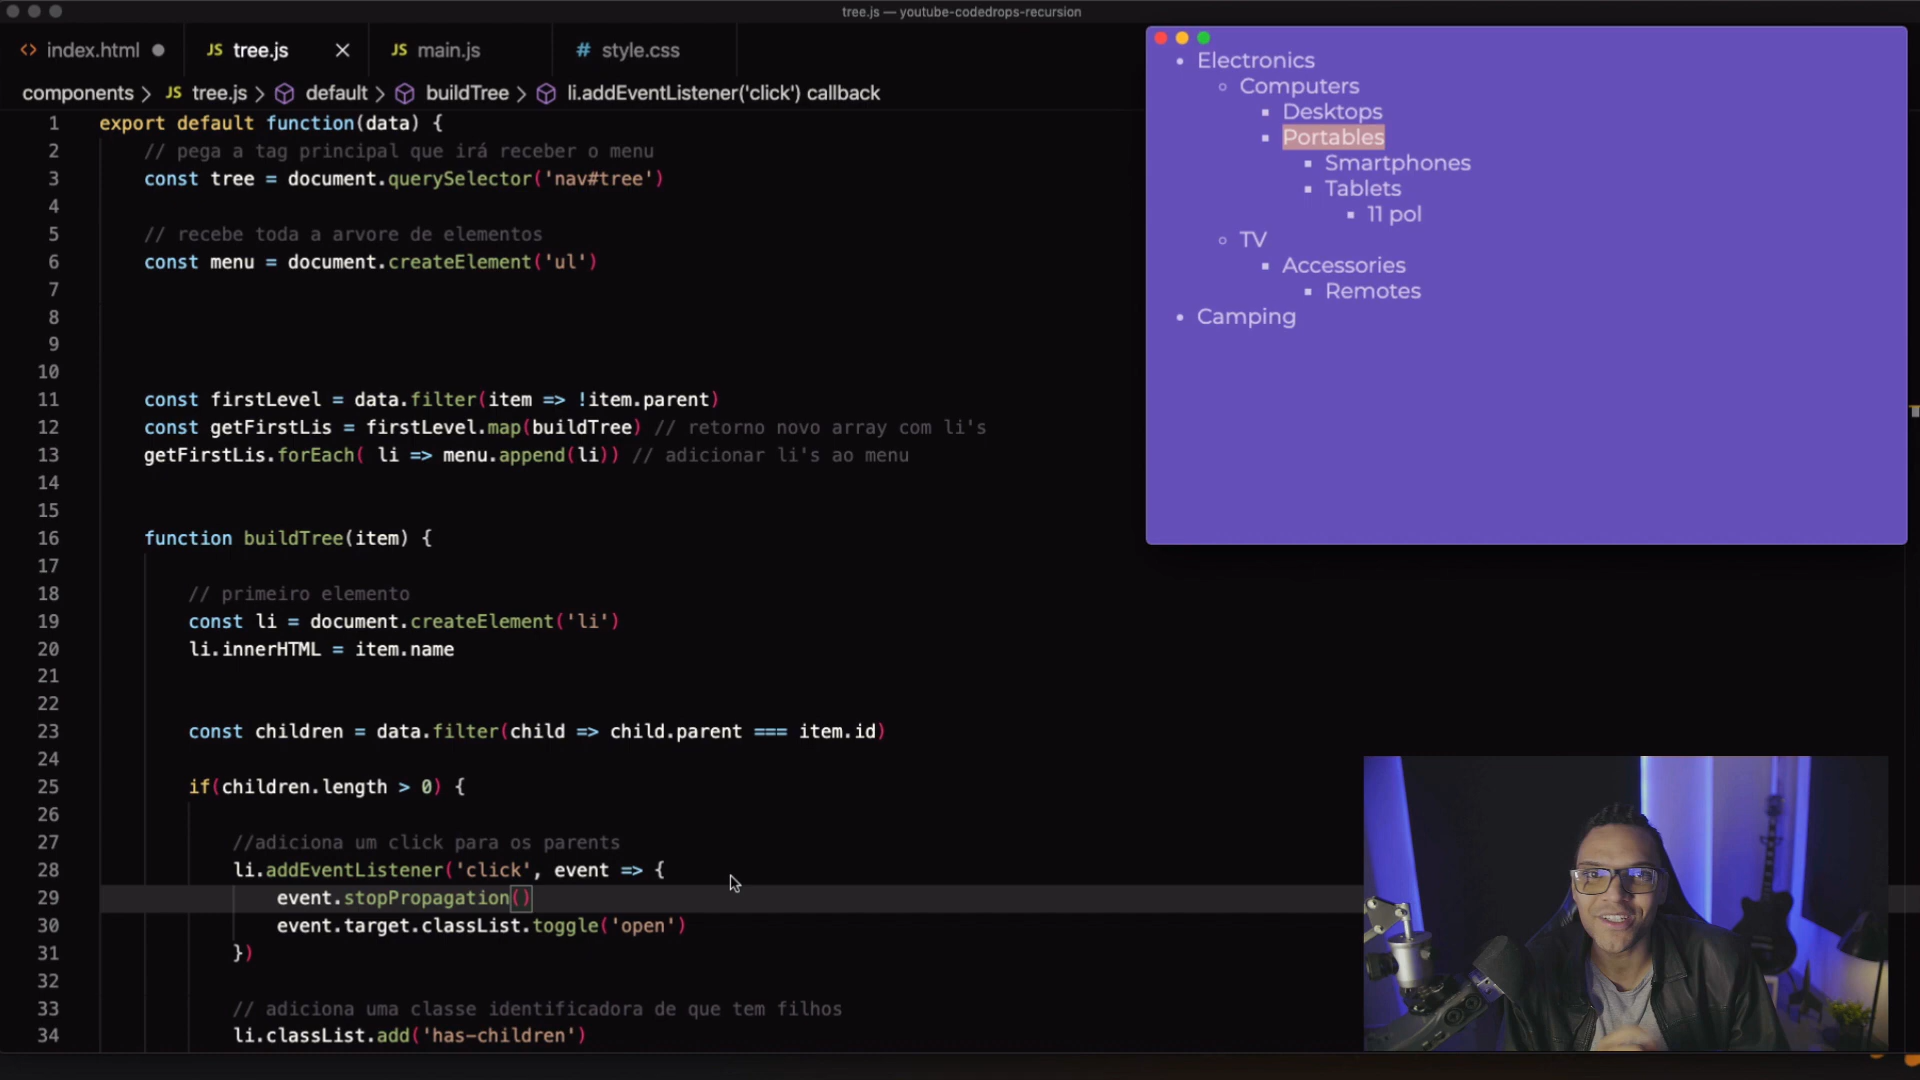 tree.js — youtube-codedrops-recursion
<> index.html ● JS tree.js × JS main.js # style.css
components > JS tree.js > default > buildTree > li.addEventListener('click') callback
1 export default function(data) {
2 // pega a tag principal que irá receber o menu
3 const tree = document.querySelector('nav#tree')
4
5 // recebe toda a arvore de elementos
6 const menu = document.createElement('ul')
7
8
9
10
11 const firstLevel = data.filter(item => !item.parent)
12 const getFirstLis = firstLevel.map(buildTree) // retorno novo array com li's
13 getFirstLis.forEach( li => menu.append(li)) // adicionar li's ao menu
14
15
16 function buildTree(item) {
17
18 // primeiro elemento
19 const li = document.createElement('li')
20 li.innerHTML = item.name
21
22
23 const children = data.filter(child => child.parent === item.id)
24
25 if(children.length > 0) {
26
27 //adiciona um click para os parents
28 li.addEventListener('click', event => {
29 event.stopPropagation()
30 event.target.classList.toggle('open')
31 })
32
33 // adiciona uma classe identificadora de que tem filhos
34 li.classList.add('has-children')
Electronics
Computers
Desktops
Portables
Smartphones
Tablets
11 pol
TV
Accessories
Remotes
Camping